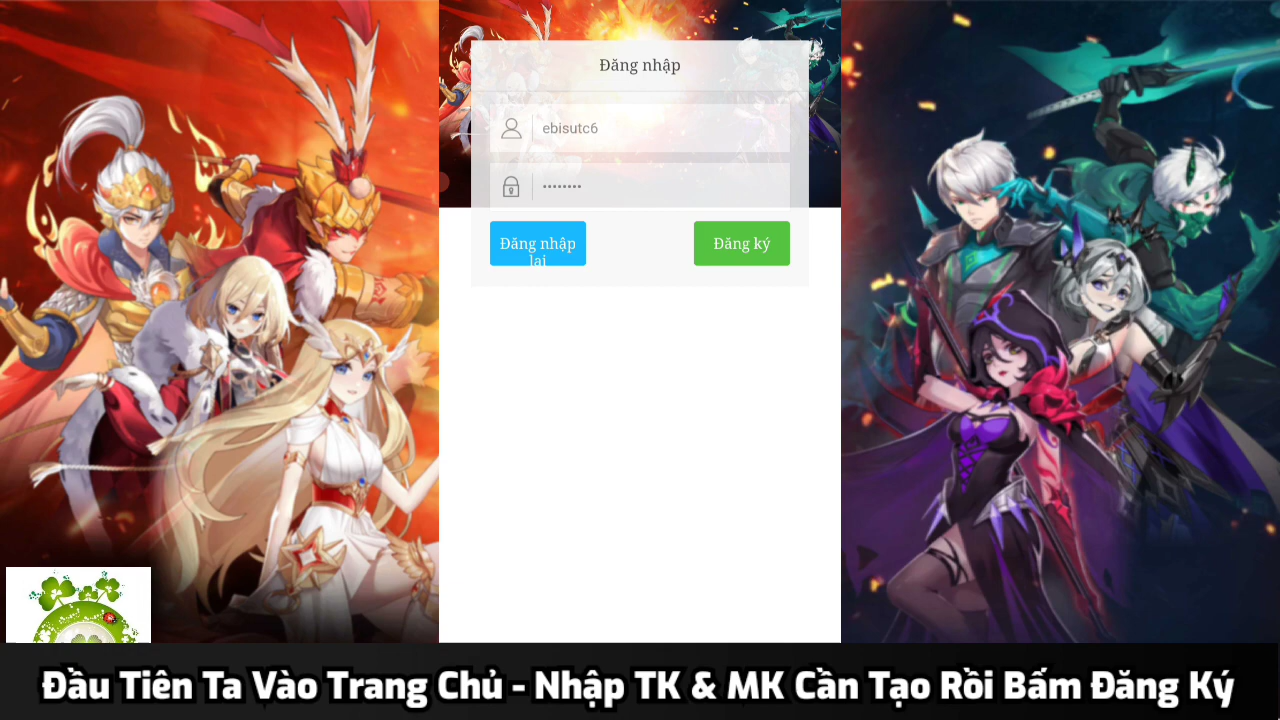 Đăng nhập
ebisutc6
••••••••
Đăng nhập
lại
Đăng ký
Đầu Tiên Ta Vào Trang Chủ - Nhập TK & MK Cần Tạo Rồi Bấm Đăng Ký